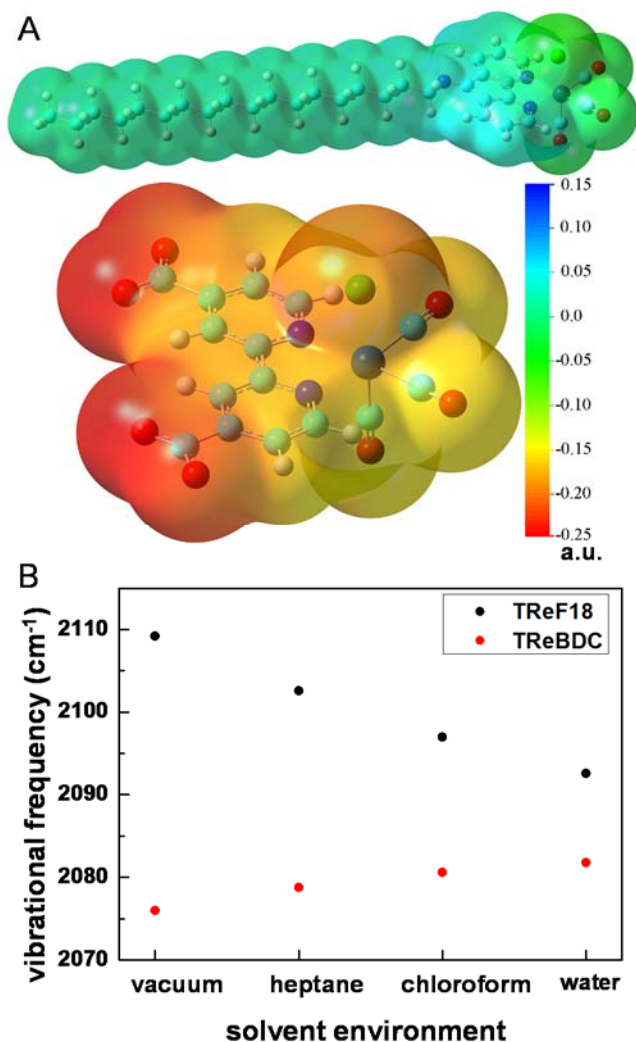 A
0.15
0.10
0.05
0.0
-0.05
-0.10
-0.15
-0.20
-0.25
a.u.
B
TReF18
TReBDC
2110
2100
2090
2080
2070
vibrational frequency (cm⁻¹)
vacuum heptane chloroform water
solvent environment